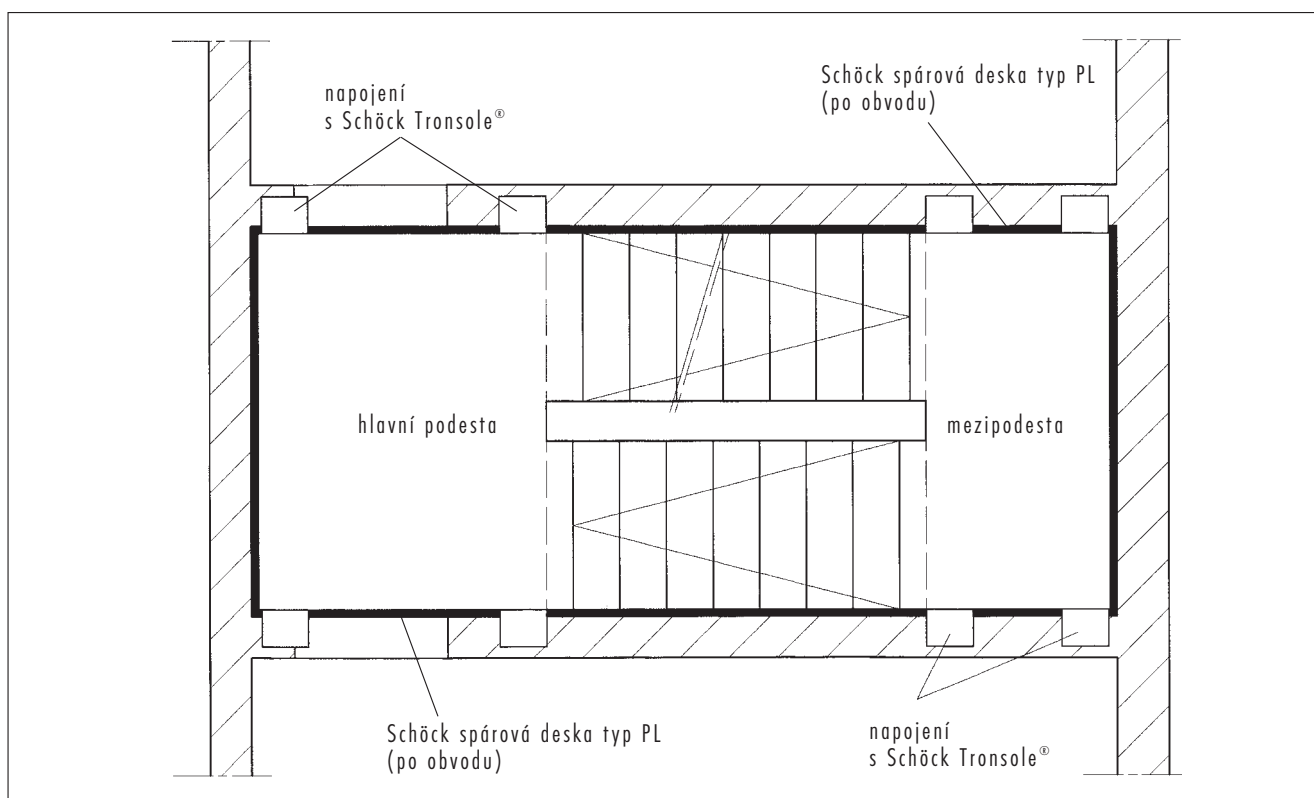 napojení
s Schöck Tronsole®
Schöck spárová deska typ PL
(po obvodu)
hlavní podesta
mezipodesta
Schöck spárová deska typ PL
(po obvodu)
napojení
s Schöck Tronsole®